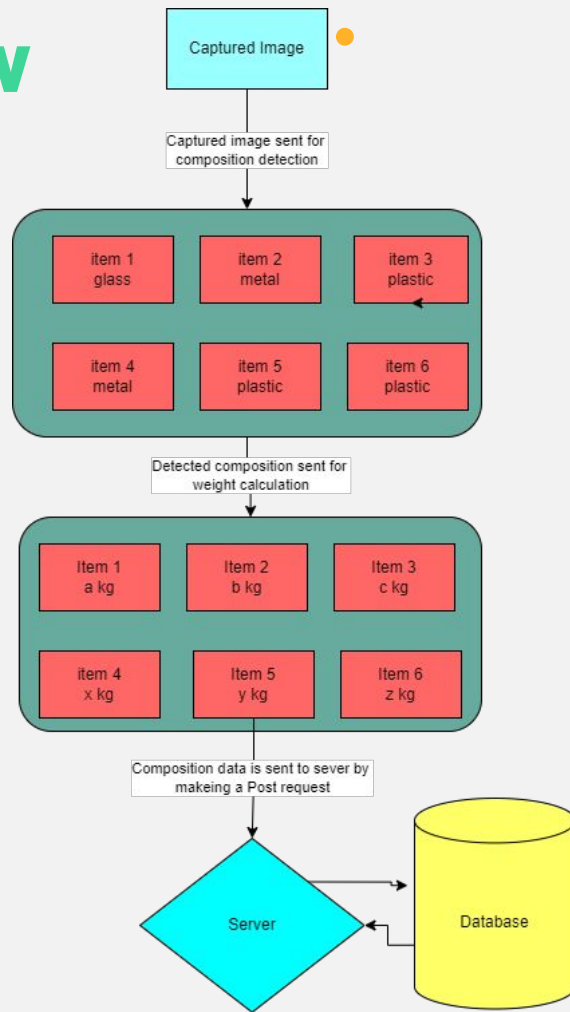 w
Captured Image
Captured image sent for
composition detection
item 1
glass
item 2
metal
item 3
plastic
item 4
metal
item 5
plastic
item 6
plastic
Detected composition sent for
weight calculation
Item 1
a kg
Item 2
b kg
Item 3
c kg
item 4
x kg
Item 5
y kg
Item 6
z kg
Composition data is sent to sever by
makeing a Post request
Server
Database